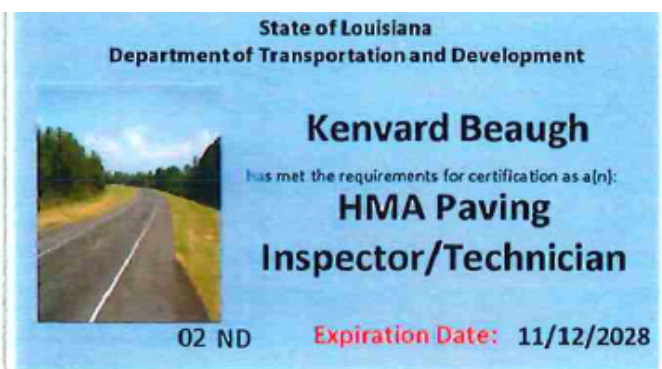 State of Louisiana
Department of Transportation and Development
Kenvard Beaugh
has met the requirements for certification as a(n):
HMA Paving
Inspector/Technician
02 ND
Expiration Date: 11/12/2028